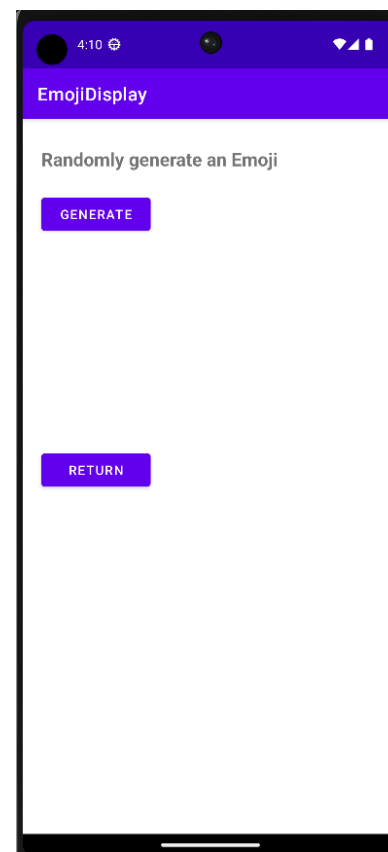 4:10
EmojiDisplay
Randomly generate an Emoji
GENERATE
RETURN